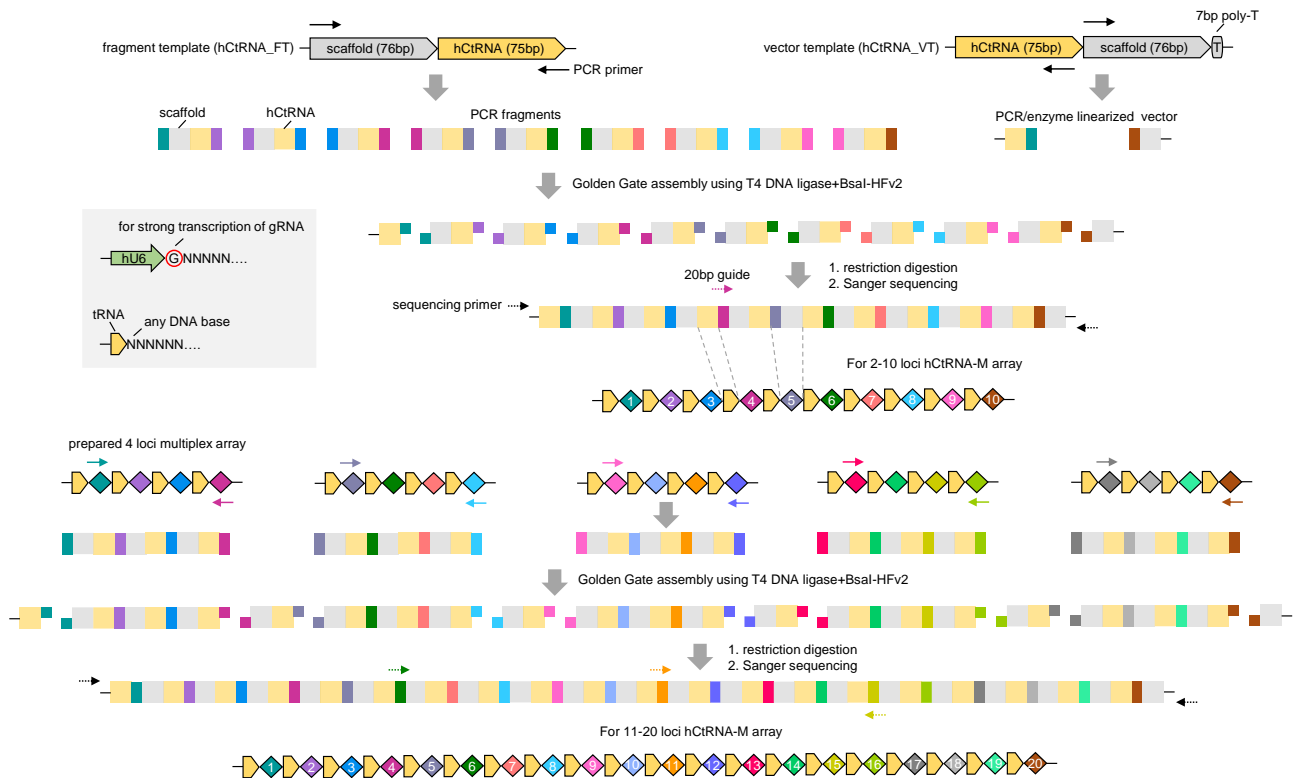 7bp poly-T
fragment template (hCtRNA_FT)
scaffold (76bp)
hCtRNA (75bp)
vector template (hCtRNA_VT)
hCtRNA (75bp)
scaffold (76bp)
T
PCR primer
scaffold
hCtRNA
PCR fragments
PCR/enzyme linearized vector
Golden Gate assembly using T4 DNA ligase+BsaI-HFv2
for strong transcription of gRNA
hU6
GNNNNN....
tRNA
any DNA base
NNNNNN....
20bp guide
1. restriction digestion
2. Sanger sequencing
sequencing primer
For 2-10 loci hCtRNA-M array
1 2 3 4 5 6 7 8 9 10
prepared 4 loci multiplex array
Golden Gate assembly using T4 DNA ligase+BsaI-HFv2
1. restriction digestion
2. Sanger sequencing
For 11-20 loci hCtRNA-M array
1 2 3 4 5 6 7 8 9 10 11 12 13 14 15 16 17 18 19 20